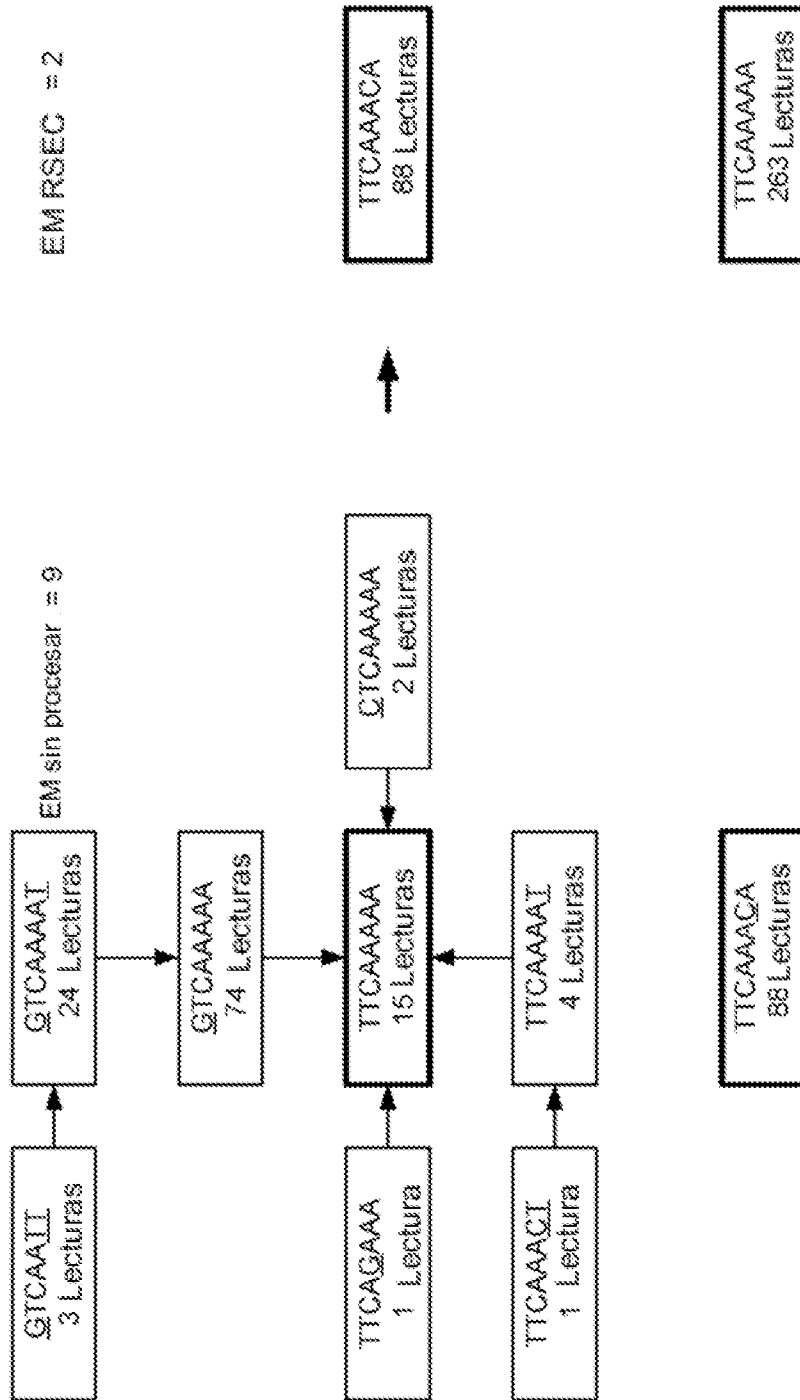 GTCAATT
3 Lecturas
GTCAAAAT
24 Lecturas
EM sin procesar = 9
EM RSEC = 2
GTCAAAAA
74 Lecturas
TTCAGAAA
1 Lectura
TTCAAAAA
15 Lecturas
CTCAAAAA
2 Lecturas
TTCAAACA
88 Lecturas
TTCAAACT
1 Lectura
TTCAAAAT
4 Lecturas
TTCAAACA
88 Lecturas
TTCAAAAA
263 Lecturas